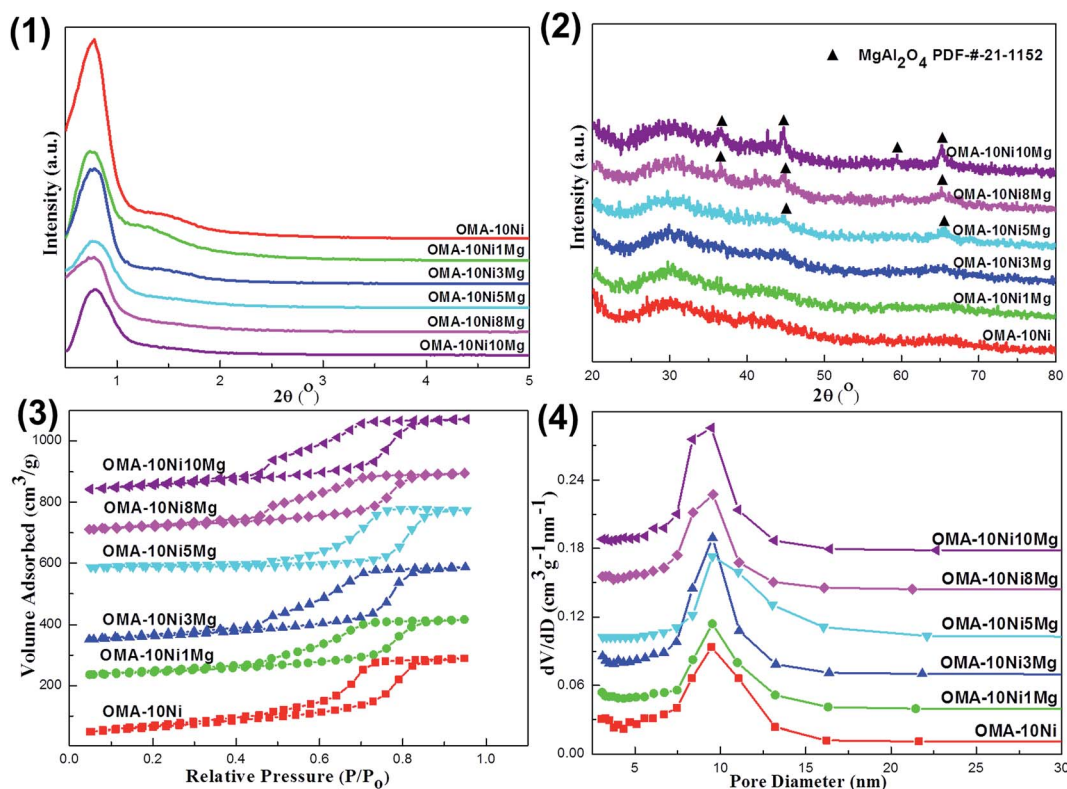 (1)
Intensity (a.u.)
OMA-10Ni
OMA-10Ni1Mg
OMA-10Ni3Mg
OMA-10Ni5Mg
OMA-10Ni8Mg
OMA-10Ni10Mg
1 2 3 4 5
2θ (°)
(2)
▲ MgAl₂O₄ PDF-#-21-1152
Intensity (a.u.)
OMA-10Ni10Mg
OMA-10Ni8Mg
OMA-10Ni5Mg
OMA-10Ni3Mg
OMA-10Ni1Mg
OMA-10Ni
20 30 40 50 60 70 80
2θ (°)
(3)
Volume Adsorbed (cm³/g)
1000
800
600
400
200
OMA-10Ni10Mg
OMA-10Ni8Mg
OMA-10Ni5Mg
OMA-10Ni3Mg
OMA-10Ni1Mg
OMA-10Ni
0.0 0.2 0.4 0.6 0.8 1.0
Relative Pressure (P/P₀)
(4)
dV/dD (cm³g⁻¹nm⁻¹)
0.24
0.18
0.12
0.06
0.00
OMA-10Ni10Mg
OMA-10Ni8Mg
OMA-10Ni5Mg
OMA-10Ni3Mg
OMA-10Ni1Mg
OMA-10Ni
5 10 15 20 25 30
Pore Diameter (nm)